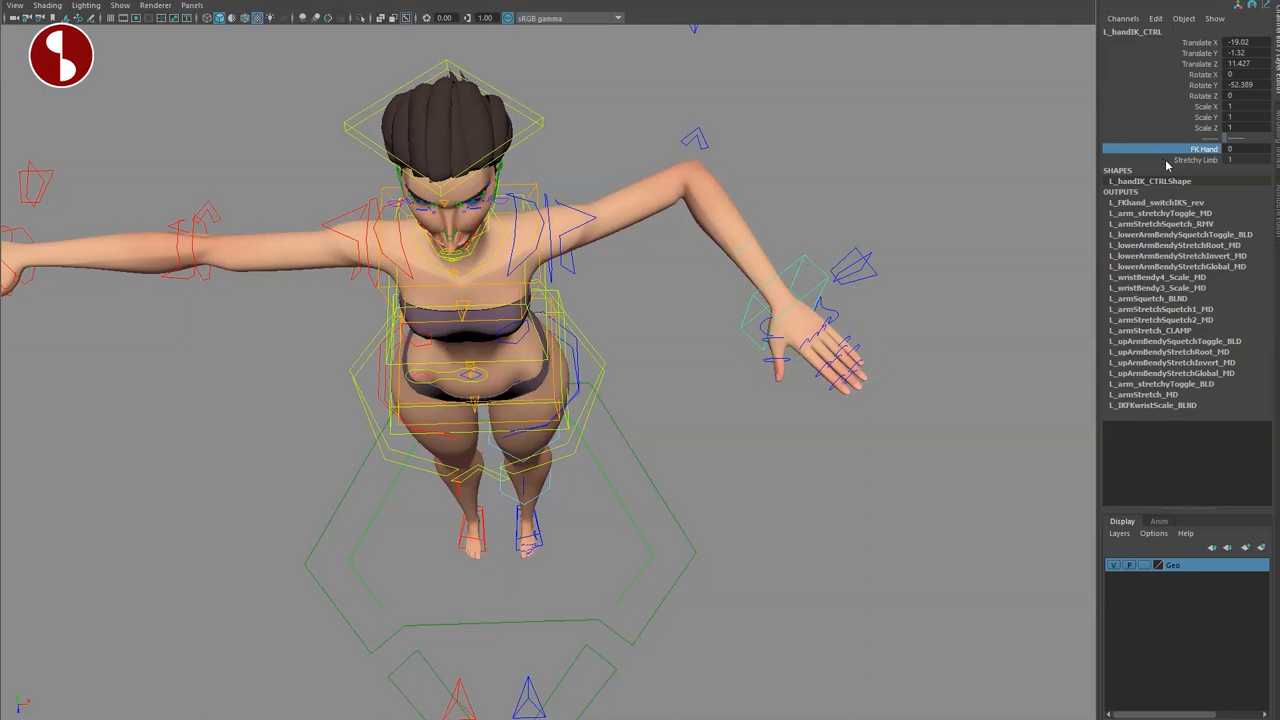 View Shading Lighting Show Renderer Panels
0.00 1.00 sRGB gamma
Channels Edit Object Show
L_handIK_CTRL
Translate X -19.02
Translate Y -1.32
Translate Z 11.427
Rotate X 0
Rotate Y -52.389
Rotate Z 0
Scale X 1
Scale Y 1
Scale Z 1
------ ------
FK Hand 0
Stretchy Limb 1
SHAPES
L_handIK_CTRLShape
OUTPUTS
L_FKhand_switchIKS_rev
L_arm_stretchyToggle_MD
L_armStretchSquetch_RMV
L_lowerArmBendySquetchToggle_BLD
L_lowerArmBendyStretchRoot_MD
L_lowerArmBendyStretchInvert_MD
L_lowerArmBendyStretchGlobal_MD
L_wristBendy4_Scale_MD
L_wristBendy3_Scale_MD
L_armSquetch_BLND
L_armStretchSquetch1_MD
L_armStretchSquetch2_MD
L_armStretch_CLAMP
L_upArmBendySquetchToggle_BLD
L_upArmBendyStretchRoot_MD
L_upArmBendyStretchInvert_MD
L_upArmBendyStretchGlobal_MD
L_arm_stretchyToggle_BLD
L_armStretch_MD
L_IKFKwristScale_BLND
Display Anim
Layers Options Help
V P Geo